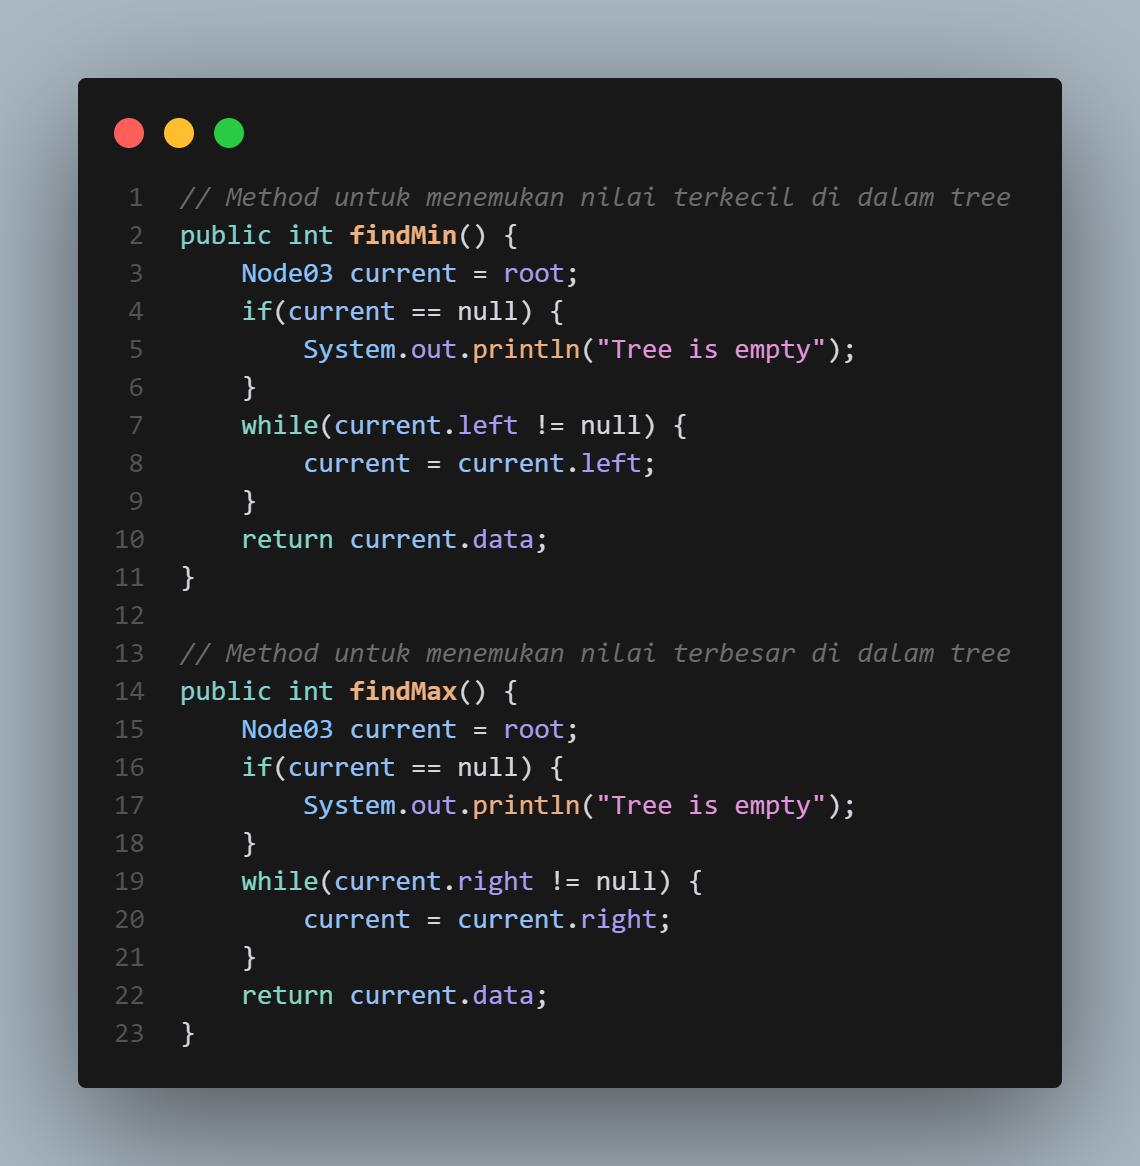 1 // Method untuk menemukan nilai terkecil di dalam tree
2 public int findMin() {
3     Node03 current = root;
4     if(current == null) {
5         System.out.println("Tree is empty");
6     }
7     while(current.left != null) {
8         current = current.left;
9     }
10     return current.data;
11 }
12
13 // Method untuk menemukan nilai terbesar di dalam tree
14 public int findMax() {
15     Node03 current = root;
16     if(current == null) {
17         System.out.println("Tree is empty");
18     }
19     while(current.right != null) {
20         current = current.right;
21     }
22     return current.data;
23 }